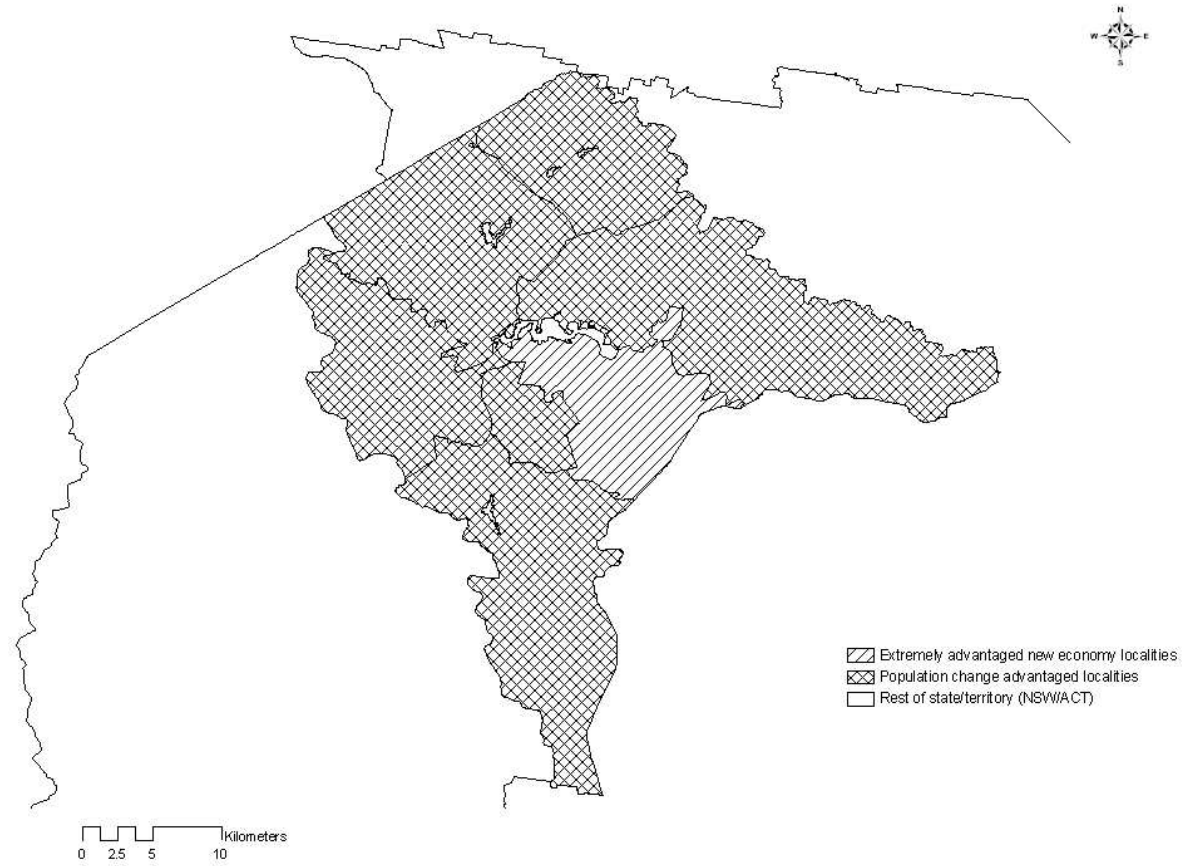 N
W E
S
Extremely advantaged new economy localities
Population change advantaged localities
Rest of state/territory (NSW/ACT)
Kilometers
0 2.5 5 10